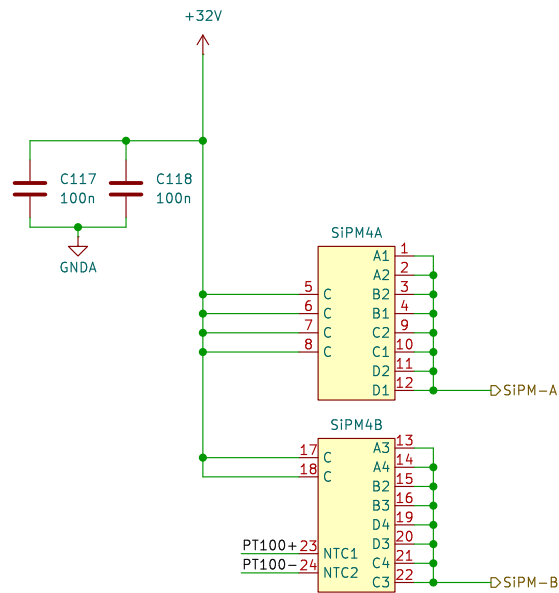 +32V
C117
100n
C118
100n
GNDA
SiPM4A
A1 1
A2 2
5 C B2 3
6 C B1 4
7 C C2 9
8 C C1 10
D2 11
D1 12
SiPM-A
SiPM4B
A3 13
17 C A4 14
18 C B2 15
B3 16
D4 19
D3 20
PT100+ 23 NTC1 C4 21
PT100- 24 NTC2 C3 22
SiPM-B